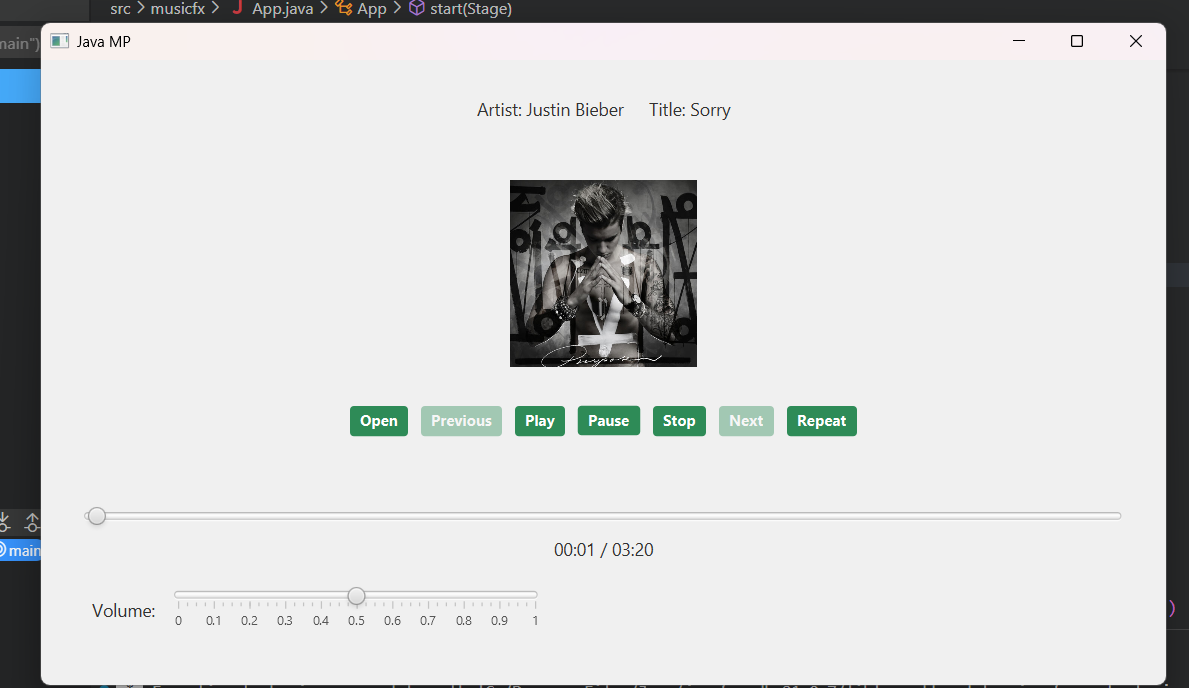 src > musicfx > App.java > App > start(Stage)
main")
Java MP
Artist: Justin Bieber Title: Sorry
Open Previous Play Pause Stop Next Repeat
00:01 / 03:20
main
Volume:
0 0.1 0.2 0.3 0.4 0.5 0.6 0.7 0.8 0.9 1
)